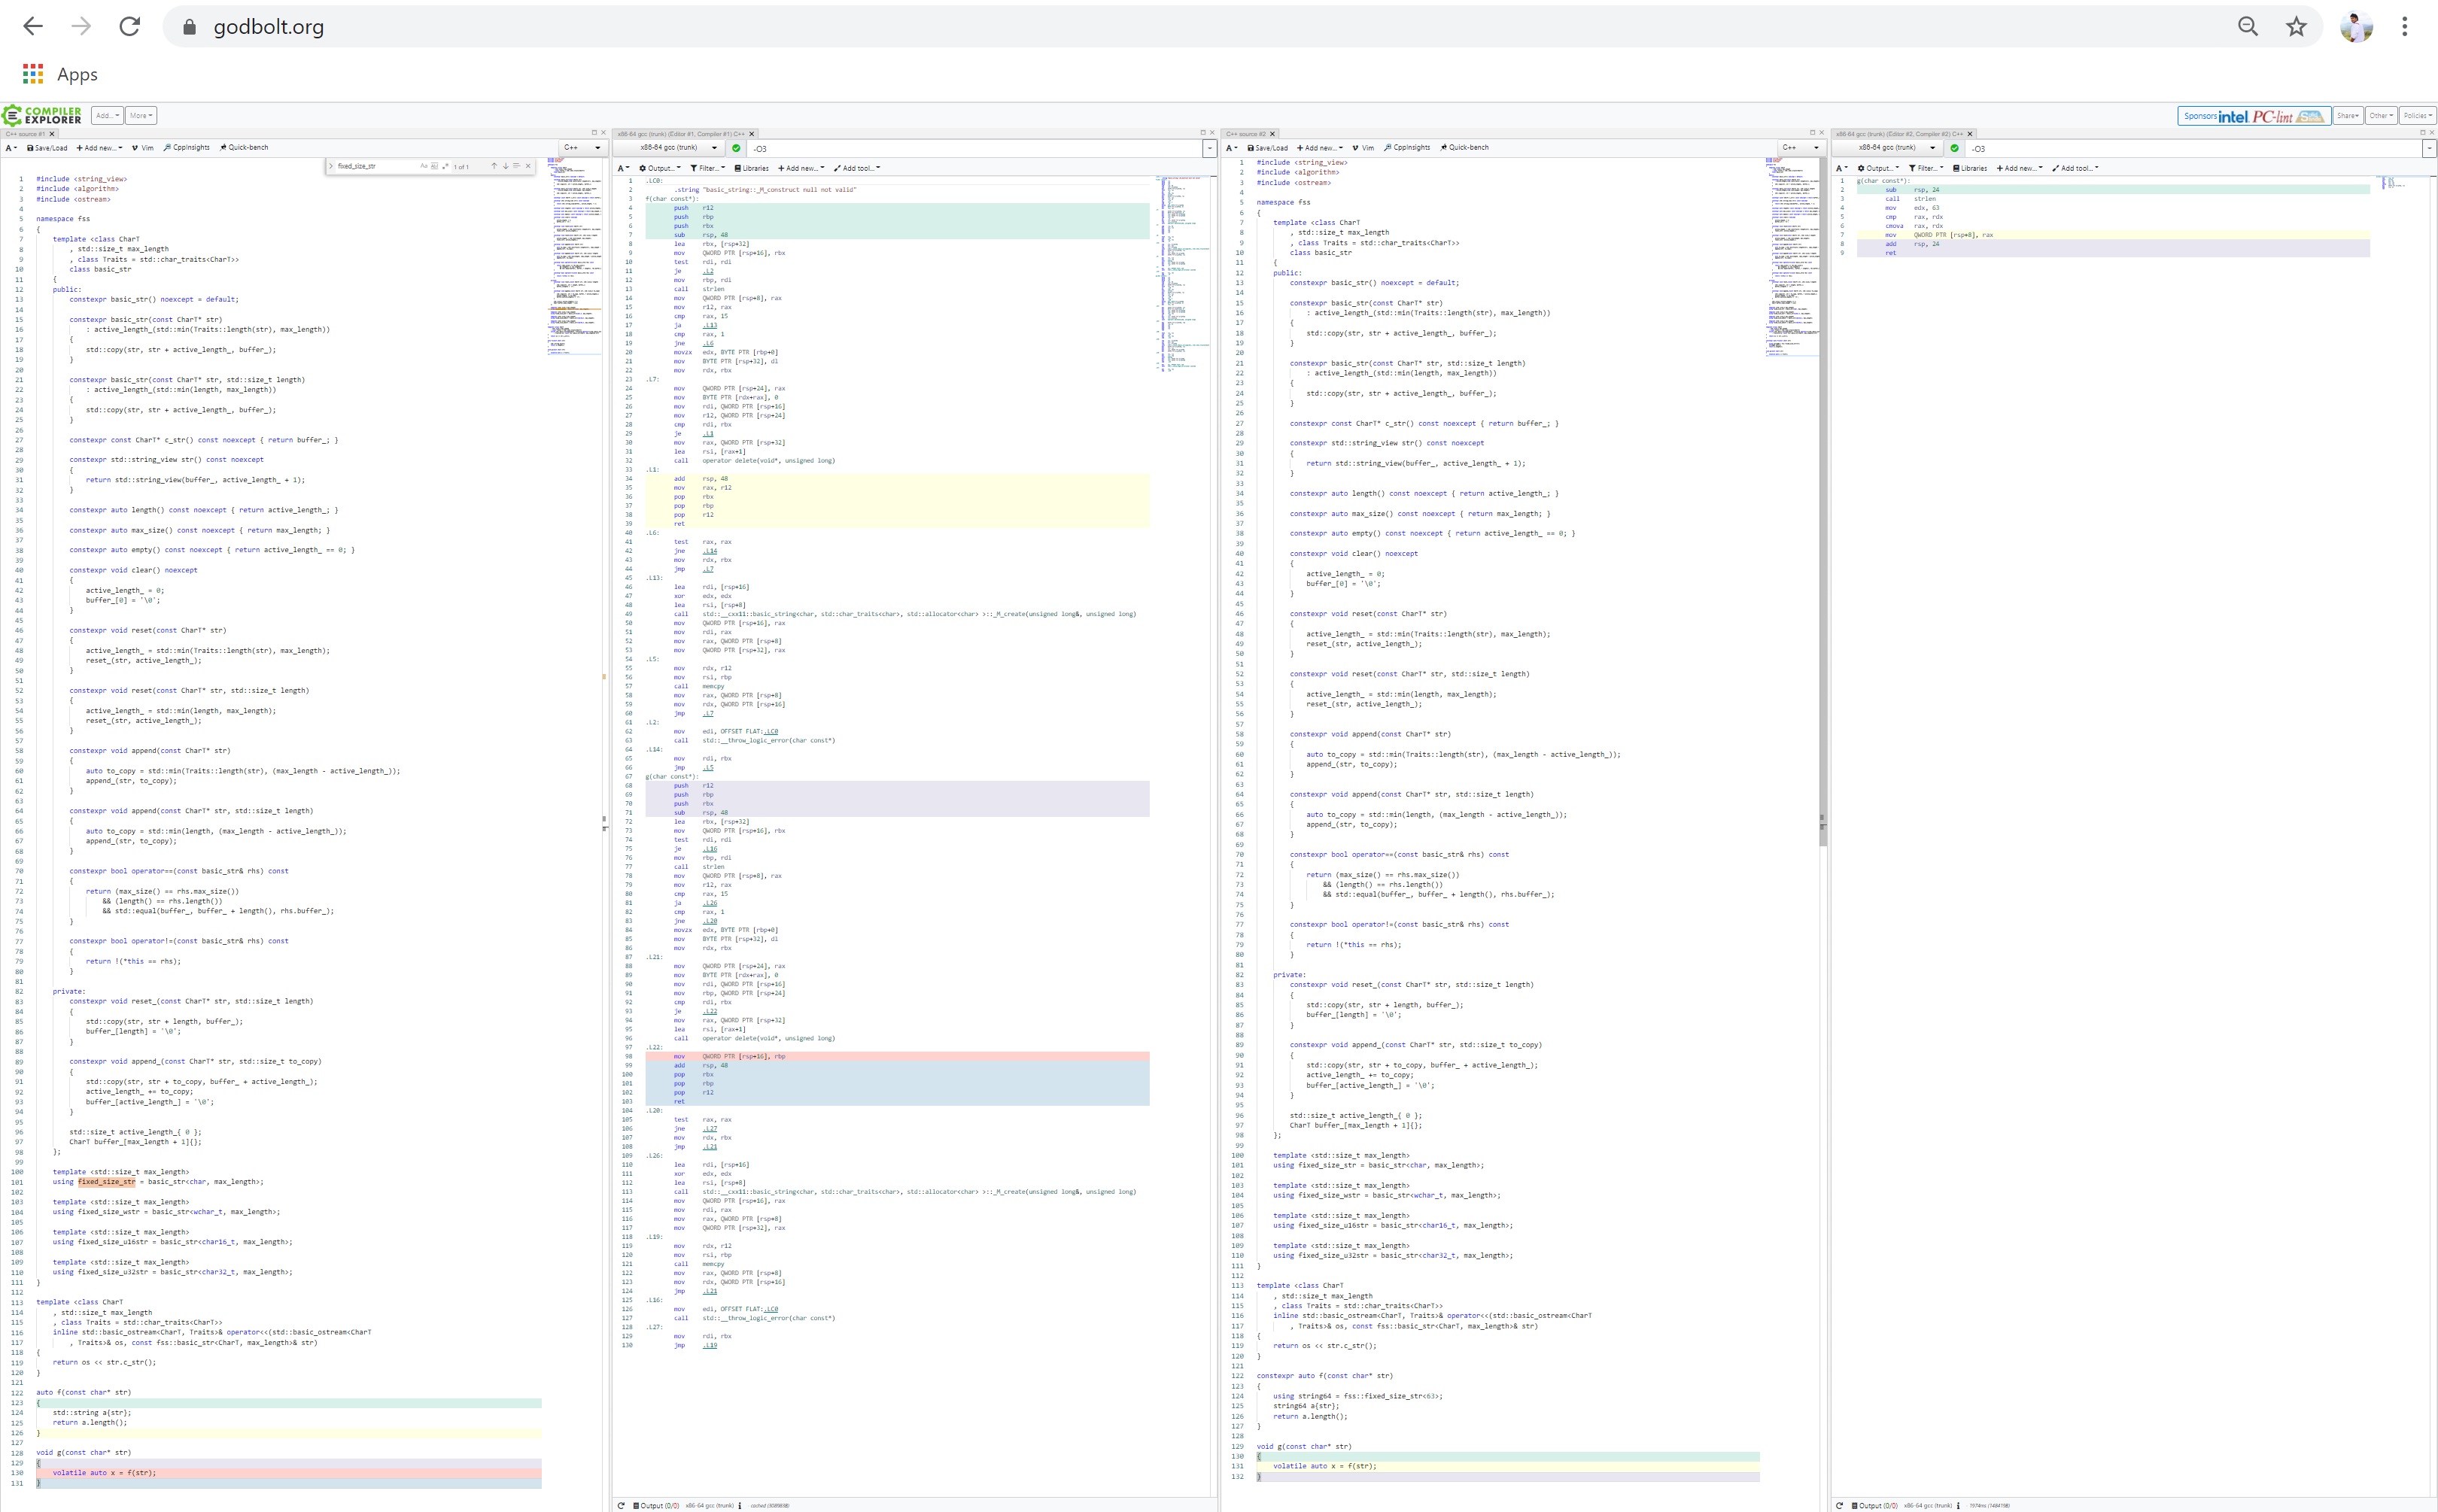 godbolt.org
Apps
COMPILER EXPLORER
Add...
More
Sponsors intel PC-lint
Share
Other
Policies
C++ source #1
A
Save/Load
+ Add new...
Vim
CppInsights
Quick-bench
C++
fixed_size_str
1 of 1
1 #include <string_view>
2 #include <algorithm>
3 #include <ostream>
4
5 namespace fss
6 {
7 template <class CharT
8 , std::size_t max_length
9 , class Traits = std::char_traits<CharT>>
10 class basic_str
11 {
12 public:
13 constexpr basic_str() noexcept = default;
14
15 constexpr basic_str(const CharT* str)
16 : active_length_(std::min(Traits::length(str), max_length))
17 {
18 std::copy(str, str + active_length_, buffer_);
19 }
20
21 constexpr basic_str(const CharT* str, std::size_t length)
22 : active_length_(std::min(length, max_length))
23 {
24 std::copy(str, str + active_length_, buffer_);
25 }
26
27 constexpr const CharT* c_str() const noexcept { return buffer_; }
28
29 constexpr std::string_view str() const noexcept
30 {
31 return std::string_view(buffer_, active_length_ + 1);
32 }
33
34 constexpr auto length() const noexcept { return active_length_; }
35
36 constexpr auto max_size() const noexcept { return max_length; }
37
38 constexpr auto empty() const noexcept { return active_length_ == 0; }
39
40 constexpr void clear() noexcept
41 {
42 active_length_ = 0;
43 buffer_[0] = '\0';
44 }
45
46 constexpr void reset(const CharT* str)
47 {
48 active_length_ = std::min(Traits::length(str), max_length);
49 reset_(str, active_length_);
50 }
51
52 constexpr void reset(const CharT* str, std::size_t length)
53 {
54 active_length_ = std::min(length, max_length);
55 reset_(str, active_length_);
56 }
57
58 constexpr void append(const CharT* str)
59 {
60 auto to_copy = std::min(Traits::length(str), (max_length - active_length_));
61 append_(str, to_copy);
62 }
63
64 constexpr void append(const CharT* str, std::size_t length)
65 {
66 auto to_copy = std::min(length, (max_length - active_length_));
67 append_(str, to_copy);
68 }
69
70 constexpr bool operator==(const basic_str& rhs) const
71 {
72 return (max_size() == rhs.max_size())
73 && (length() == rhs.length())
74 && std::equal(buffer_, buffer_ + length(), rhs.buffer_);
75 }
76
77 constexpr bool operator!=(const basic_str& rhs) const
78 {
79 return !(*this == rhs);
80 }
81
82 private:
83 constexpr void reset_(const CharT* str, std::size_t length)
84 {
85 std::copy(str, str + length, buffer_);
86 buffer_[length] = '\0';
87 }
88
89 constexpr void append_(const CharT* str, std::size_t to_copy)
90 {
91 std::copy(str, str + to_copy, buffer_ + active_length_);
92 active_length_ += to_copy;
93 buffer_[active_length_] = '\0';
94 }
95
96 std::size_t active_length_{ 0 };
97 CharT buffer_[max_length + 1]{};
98 };
99
100 template <std::size_t max_length>
101 using fixed_size_str = basic_str<char, max_length>;
102
103 template <std::size_t max_length>
104 using fixed_size_wstr = basic_str<wchar_t, max_length>;
105
106 template <std::size_t max_length>
107 using fixed_size_u16str = basic_str<char16_t, max_length>;
108
109 template <std::size_t max_length>
110 using fixed_size_u32str = basic_str<char32_t, max_length>;
111 }
112
113 template <class CharT
114 , std::size_t max_length
115 , class Traits = std::char_traits<CharT>>
116 inline std::basic_ostream<CharT, Traits>& operator<<(std::basic_ostream<CharT
117 , Traits>& os, const fss::basic_str<CharT, max_length>& str)
118 {
119 return os << str.c_str();
120 }
121
122 auto f(const char* str)
123 {
124 std::string a{str};
125 return a.length();
126 }
127
128 void g(const char* str)
129 {
130 volatile auto x = f(str);
131 }
x86-64 gcc (trunk) (Editor #1, Compiler #1) C++
x86-64 gcc (trunk)
-O3
A
Output...
Filter...
Libraries
+ Add new...
Add tool...
1 .LC0:
2 .string "basic_string::_M_construct null not valid"
3 f(char const*):
4 push r12
5 push rbp
6 push rbx
7 sub rsp, 48
8 lea rbx, [rsp+32]
9 mov QWORD PTR [rsp+16], rbx
10 test rdi, rdi
11 je .L2
12 mov rbp, rdi
13 call strlen
14 mov QWORD PTR [rsp+8], rax
15 mov r12, rax
16 cmp rax, 15
17 ja .L13
18 cmp rax, 1
19 jne .L6
20 movzx edx, BYTE PTR [rbp+0]
21 mov BYTE PTR [rsp+32], dl
22 mov rdx, rbx
23 .L7:
24 mov QWORD PTR [rsp+24], rax
25 mov BYTE PTR [rdx+rax], 0
26 mov rdi, QWORD PTR [rsp+16]
27 mov r12, QWORD PTR [rsp+24]
28 cmp rdi, rbx
29 je .L1
30 mov rax, QWORD PTR [rsp+32]
31 lea rsi, [rax+1]
32 call operator delete(void*, unsigned long)
33 .L1:
34 add rsp, 48
35 mov rax, r12
36 pop rbx
37 pop rbp
38 pop r12
39 ret
40 .L6:
41 test rax, rax
42 jne .L14
43 mov rdx, rbx
44 jmp .L7
45 .L13:
46 lea rdi, [rsp+16]
47 xor edx, edx
48 lea rsi, [rsp+8]
49 call std::__cxx11::basic_string<char, std::char_traits<char>, std::allocator<char> >::_M_create(unsigned long&, unsigned long)
50 mov QWORD PTR [rsp+16], rax
51 mov rdi, rax
52 mov rax, QWORD PTR [rsp+8]
53 mov QWORD PTR [rsp+32], rax
54 .L5:
55 mov rdx, r12
56 mov rsi, rbp
57 call memcpy
58 mov rax, QWORD PTR [rsp+8]
59 mov rdx, QWORD PTR [rsp+16]
60 jmp .L7
61 .L2:
62 mov edi, OFFSET FLAT:.LC0
63 call std::__throw_logic_error(char const*)
64 .L14:
65 mov rdi, rbx
66 jmp .L5
67 g(char const*):
68 push r12
69 push rbp
70 push rbx
71 sub rsp, 48
72 lea rbx, [rsp+32]
73 mov QWORD PTR [rsp+16], rbx
74 test rdi, rdi
75 je .L16
76 mov rbp, rdi
77 call strlen
78 mov QWORD PTR [rsp+8], rax
79 mov r12, rax
80 cmp rax, 15
81 ja .L26
82 cmp rax, 1
83 jne .L20
84 movzx edx, BYTE PTR [rbp+0]
85 mov BYTE PTR [rsp+32], dl
86 mov rdx, rbx
87 .L21:
88 mov QWORD PTR [rsp+24], rax
89 mov BYTE PTR [rdx+rax], 0
90 mov rdi, QWORD PTR [rsp+16]
91 mov rbp, QWORD PTR [rsp+24]
92 cmp rdi, rbx
93 je .L22
94 mov rax, QWORD PTR [rsp+32]
95 lea rsi, [rax+1]
96 call operator delete(void*, unsigned long)
97 .L22:
98 mov QWORD PTR [rsp+16], rbp
99 add rsp, 48
100 pop rbx
101 pop rbp
102 pop r12
103 ret
104 .L20:
105 test rax, rax
106 jne .L27
107 mov rdx, rbx
108 jmp .L21
109 .L26:
110 lea rdi, [rsp+16]
111 xor edx, edx
112 lea rsi, [rsp+8]
113 call std::__cxx11::basic_string<char, std::char_traits<char>, std::allocator<char> >::_M_create(unsigned long&, unsigned long)
114 mov QWORD PTR [rsp+16], rax
115 mov rdi, rax
116 mov rax, QWORD PTR [rsp+8]
117 mov QWORD PTR [rsp+32], rax
118 .L19:
119 mov rdx, r12
120 mov rsi, rbp
121 call memcpy
122 mov rax, QWORD PTR [rsp+8]
123 mov rdx, QWORD PTR [rsp+16]
124 jmp .L21
125 .L16:
126 mov edi, OFFSET FLAT:.LC0
127 call std::__throw_logic_error(char const*)
128 .L27:
129 mov rdi, rbx
130 jmp .L19
Output (0/0) x86-64 gcc (trunk)
C++ source #2
A
Save/Load
+ Add new...
Vim
CppInsights
Quick-bench
C++
1 #include <string_view>
2 #include <algorithm>
3 #include <ostream>
4
5 namespace fss
6 {
7 template <class CharT
8 , std::size_t max_length
9 , class Traits = std::char_traits<CharT>>
10 class basic_str
11 {
12 public:
13 constexpr basic_str() noexcept = default;
14
15 constexpr basic_str(const CharT* str)
16 : active_length_(std::min(Traits::length(str), max_length))
17 {
18 std::copy(str, str + active_length_, buffer_);
19 }
20
21 constexpr basic_str(const CharT* str, std::size_t length)
22 : active_length_(std::min(length, max_length))
23 {
24 std::copy(str, str + active_length_, buffer_);
25 }
26
27 constexpr const CharT* c_str() const noexcept { return buffer_; }
28
29 constexpr std::string_view str() const noexcept
30 {
31 return std::string_view(buffer_, active_length_ + 1);
32 }
33
34 constexpr auto length() const noexcept { return active_length_; }
35
36 constexpr auto max_size() const noexcept { return max_length; }
37
38 constexpr auto empty() const noexcept { return active_length_ == 0; }
39
40 constexpr void clear() noexcept
41 {
42 active_length_ = 0;
43 buffer_[0] = '\0';
44 }
45
46 constexpr void reset(const CharT* str)
47 {
48 active_length_ = std::min(Traits::length(str), max_length);
49 reset_(str, active_length_);
50 }
51
52 constexpr void reset(const CharT* str, std::size_t length)
53 {
54 active_length_ = std::min(length, max_length);
55 reset_(str, active_length_);
56 }
57
58 constexpr void append(const CharT* str)
59 {
60 auto to_copy = std::min(Traits::length(str), (max_length - active_length_));
61 append_(str, to_copy);
62 }
63
64 constexpr void append(const CharT* str, std::size_t length)
65 {
66 auto to_copy = std::min(length, (max_length - active_length_));
67 append_(str, to_copy);
68 }
69
70 constexpr bool operator==(const basic_str& rhs) const
71 {
72 return (max_size() == rhs.max_size())
73 && (length() == rhs.length())
74 && std::equal(buffer_, buffer_ + length(), rhs.buffer_);
75 }
76
77 constexpr bool operator!=(const basic_str& rhs) const
78 {
79 return !(*this == rhs);
80 }
81
82 private:
83 constexpr void reset_(const CharT* str, std::size_t length)
84 {
85 std::copy(str, str + length, buffer_);
86 buffer_[length] = '\0';
87 }
88
89 constexpr void append_(const CharT* str, std::size_t to_copy)
90 {
91 std::copy(str, str + to_copy, buffer_ + active_length_);
92 active_length_ += to_copy;
93 buffer_[active_length_] = '\0';
94 }
95
96 std::size_t active_length_{ 0 };
97 CharT buffer_[max_length + 1]{};
98 };
99
100 template <std::size_t max_length>
101 using fixed_size_str = basic_str<char, max_length>;
102
103 template <std::size_t max_length>
104 using fixed_size_wstr = basic_str<wchar_t, max_length>;
105
106 template <std::size_t max_length>
107 using fixed_size_u16str = basic_str<char16_t, max_length>;
108
109 template <std::size_t max_length>
110 using fixed_size_u32str = basic_str<char32_t, max_length>;
111 }
112
113 template <class CharT
114 , std::size_t max_length
115 , class Traits = std::char_traits<CharT>>
116 inline std::basic_ostream<CharT, Traits>& operator<<(std::basic_ostream<CharT
117 , Traits>& os, const fss::basic_str<CharT, max_length>& str)
118 {
119 return os << str.c_str();
120 }
121
122 constexpr auto f(const char* str)
123 {
124 using string64 = fss::fixed_size_str<63>;
125 string64 a{str};
126 return a.length();
127 }
128
129 void g(const char* str)
130 {
131 volatile auto x = f(str);
132 }
x86-64 gcc (trunk) (Editor #2, Compiler #2) C++
x86-64 gcc (trunk)
-O3
A
Output...
Filter...
Libraries
+ Add new...
Add tool...
1 g(char const*):
2 sub rsp, 24
3 call strlen
4 mov edx, 63
5 cmp rax, rdx
6 cmova rax, rdx
7 mov QWORD PTR [rsp+8], rax
8 add rsp, 24
9 ret
Output (0/0) x86-64 gcc (trunk)